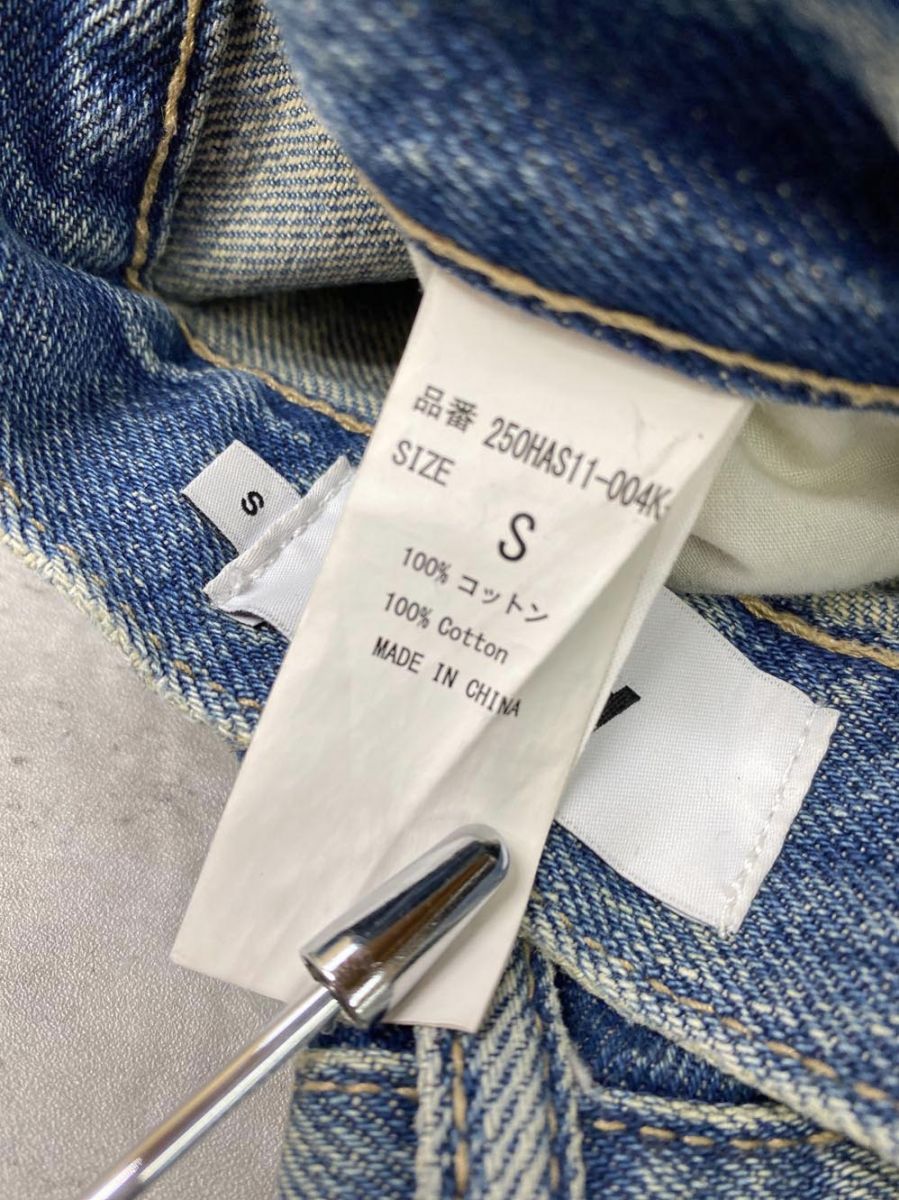 品番 250HAS11-004K
SIZE
S
100% コットン
100% Cotton
MADE IN CHINA
S